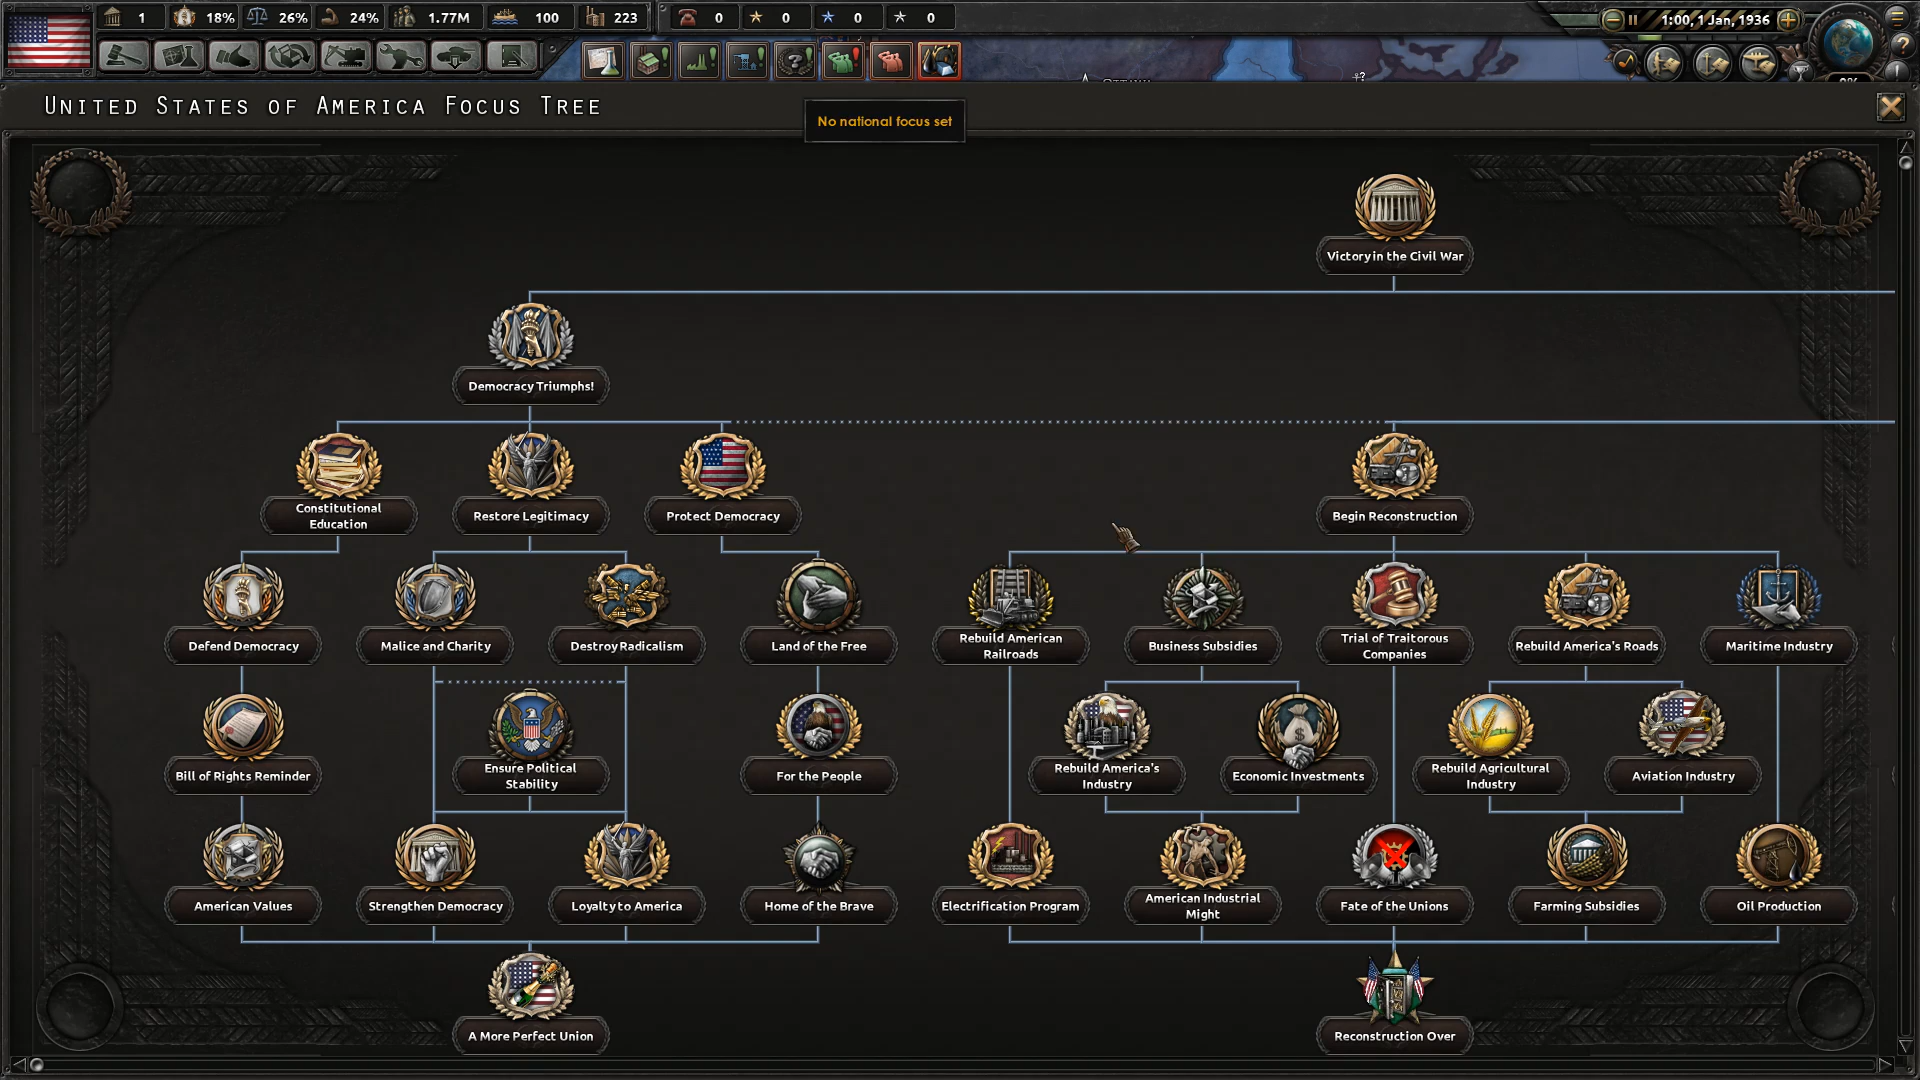 1 18% 26% 24% 1.77M 100 223 0 0 0 0 1:00, 1 Jan, 1936
United States of America Focus Tree
No national focus set
Victory in the Civil War
Democracy Triumphs!
Constitutional
Education
Restore Legitimacy
Protect Democracy
Begin Reconstruction
Defend Democracy
Malice and Charity
Destroy Radicalism
Land of the Free
Rebuild American
Railroads
Business Subsidies
Trial of Traitorous
Companies
Rebuild America's Roads
Maritime Industry
Bill of Rights Reminder
Ensure Political
Stability
For the People
Rebuild America's
Industry
Economic Investments
Rebuild Agricultural
Industry
Aviation Industry
American Values
Strengthen Democracy
Loyalty to America
Home of the Brave
Electrification Program
American Industrial
Might
Fate of the Unions
Farming Subsidies
Oil Production
A More Perfect Union
Reconstruction Over